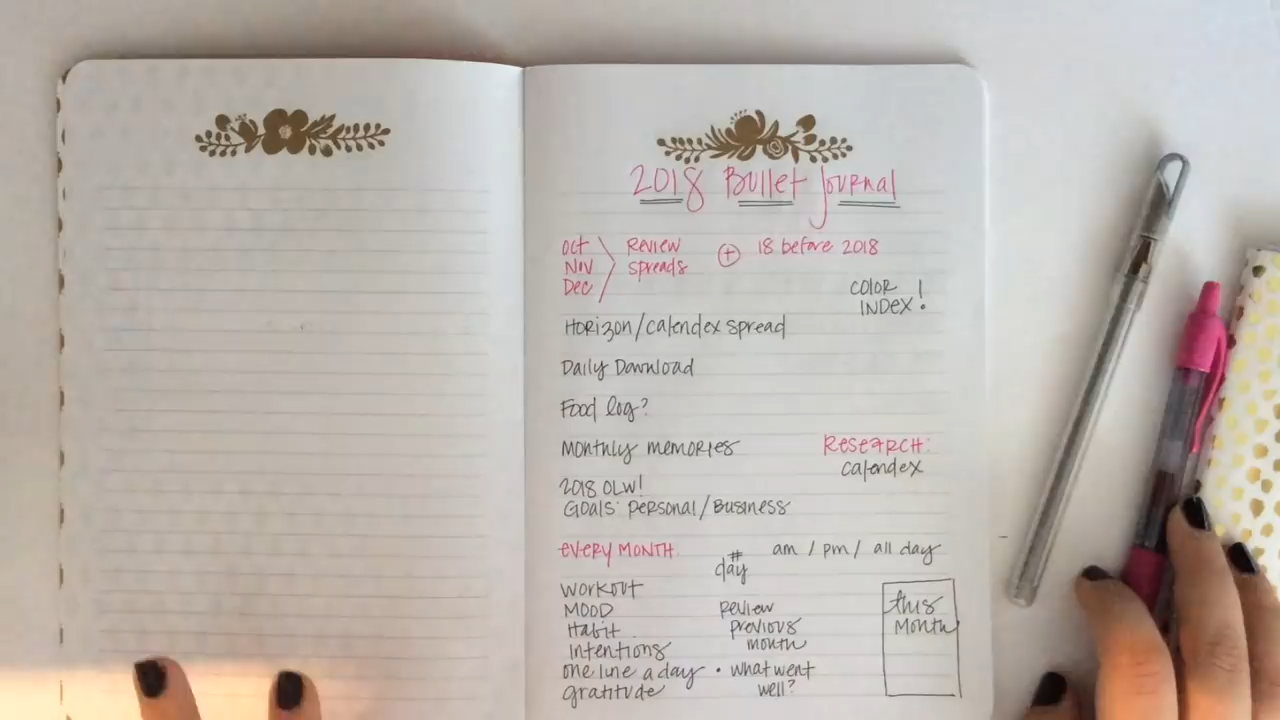 2018 Bullet Journal
Oct
Nov
Dec
Review
spreads
+ 18 before 2018
COLOR
INDEX!
Horizon/calendex spread
Daily Download
Food log?
Monthly memories
RESEARCH:
calendex
2018 OLW!
Goals: personal/Business
every MONTH
#
day
am / pm / all day
workout
MOOD
Habit
Intentions
one line a day
gratitude
Review
previous
month
• what went
well?
this
Month